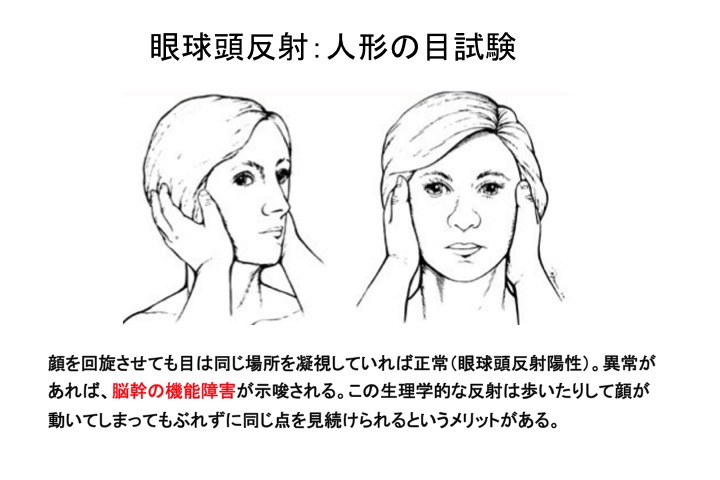 眼球頭反射：人形の目試験
顔を回旋させても目は同じ場所を凝視していれば正常（眼球頭反射陽性）。異常が
あれば、脳幹の機能障害が示唆される。この生理学的な反射は歩いたりして顔が
動いてしまってもぶれずに同じ点を見続けられるというメリットがある。